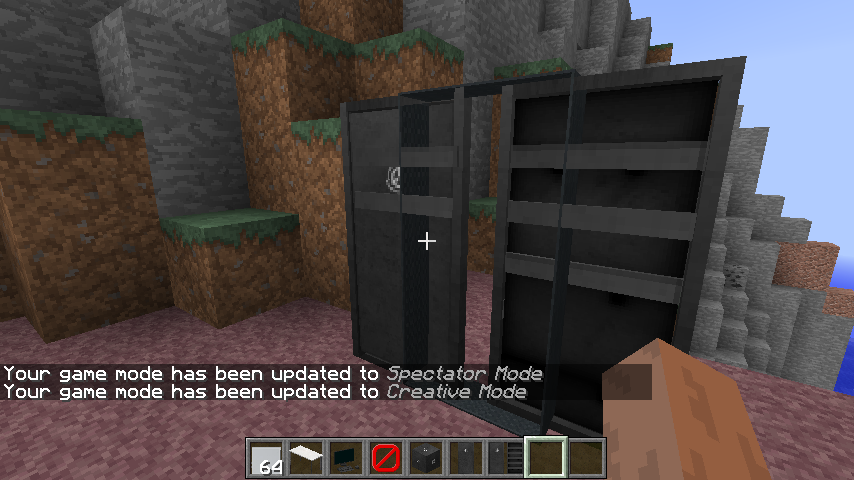 Your game mode has been updated to Spectator Mode
Your game mode has been updated to Creative Mode
64